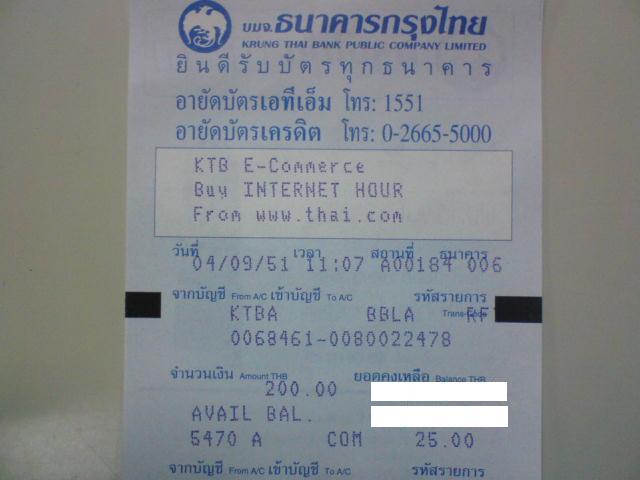 บมจ.ธนาคารกรุงไทย
KRUNG THAI BANK PUBLIC COMPANY LIMITED
ยินดีรับบัตรทุกธนาคาร
อายัดบัตรเอทีเอ็ม โทร: 1551
อายัดบัตรเครดิต โทร: 0-2665-5000
KTB E-Commerce
Buy INTERNET HOUR
From www.thai.com
วันที่ เวลา สถานที่ ธนาคาร
04/09/51 11:07 A00184 006
จากบัญชี From A/C เข้าบัญชี To A/C รหัสรายการ
Trans-Code
KTBA BBLA RFT
0068461-0080022478
จำนวนเงิน Amount THB ยอดคงเหลือ Balance THB
200.00
AVAIL BAL.
5470 A COM 25.00
จากบัญชี From A/C เข้าบัญชี To A/C รหัสรายการ